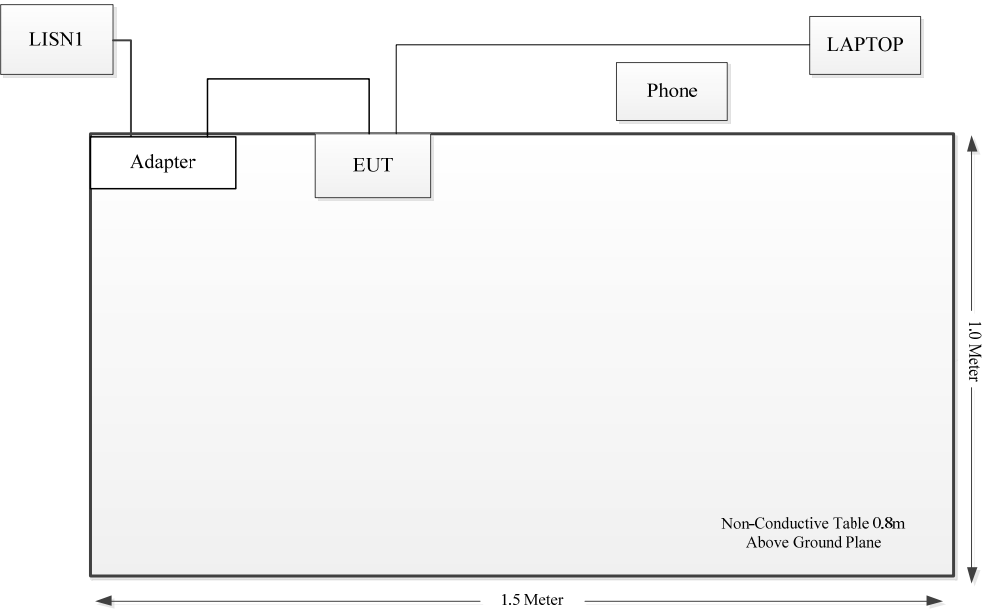 LISN1
LAPTOP
Phone
Adapter
EUT
1.0 Meter
Non-Conductive Table 0.8m
Above Ground Plane
1.5 Meter